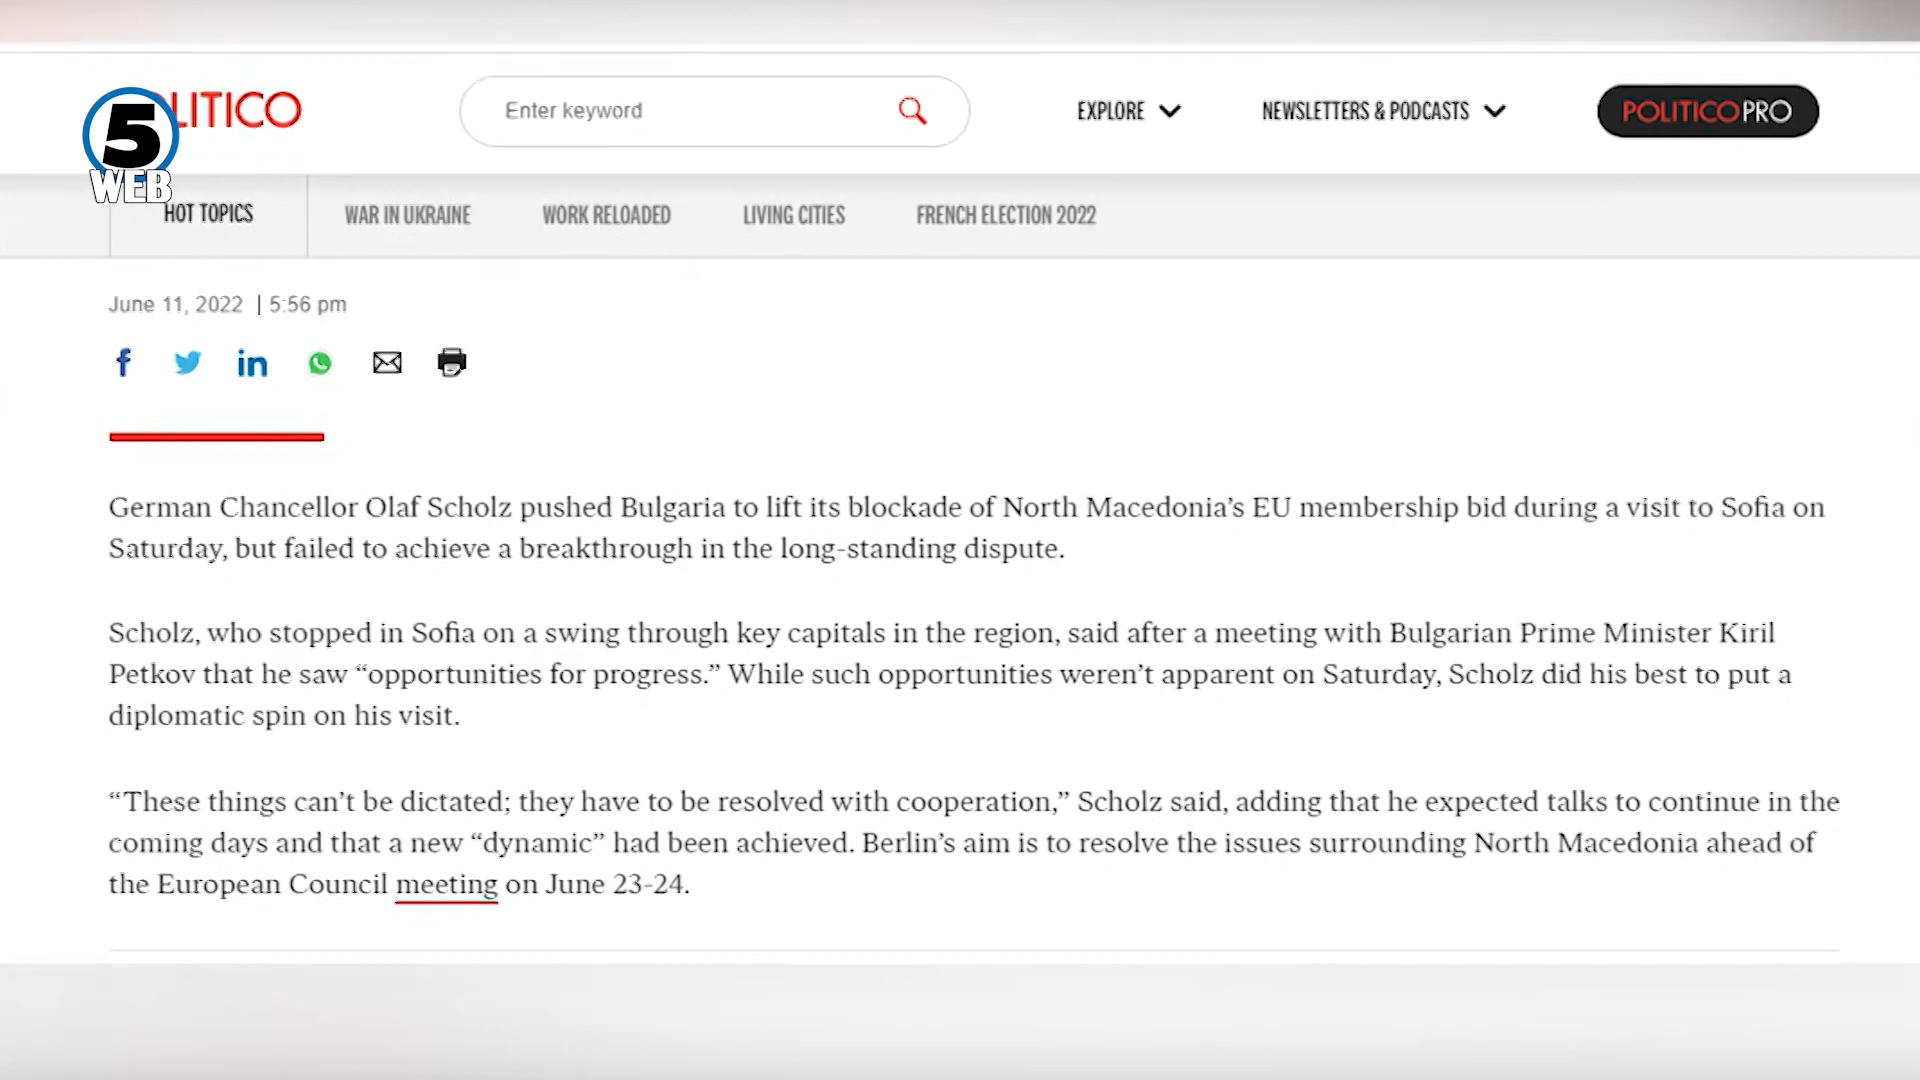 5
WEB
LITICO
Enter keyword
EXPLORE
NEWSLETTERS & PODCASTS
POLITICO PRO
HOT TOPICS
WAR IN UKRAINE
WORK RELOADED
LIVING CITIES
FRENCH ELECTION 2022
June 11, 2022 | 5:56 pm
German Chancellor Olaf Scholz pushed Bulgaria to lift its blockade of North Macedonia’s EU membership bid during a visit to Sofia on
Saturday, but failed to achieve a breakthrough in the long-standing dispute.
Scholz, who stopped in Sofia on a swing through key capitals in the region, said after a meeting with Bulgarian Prime Minister Kiril
Petkov that he saw “opportunities for progress.” While such opportunities weren’t apparent on Saturday, Scholz did his best to put a
diplomatic spin on his visit.
“These things can’t be dictated; they have to be resolved with cooperation,” Scholz said, adding that he expected talks to continue in the
coming days and that a new “dynamic” had been achieved. Berlin’s aim is to resolve the issues surrounding North Macedonia ahead of
the European Council meeting on June 23-24.